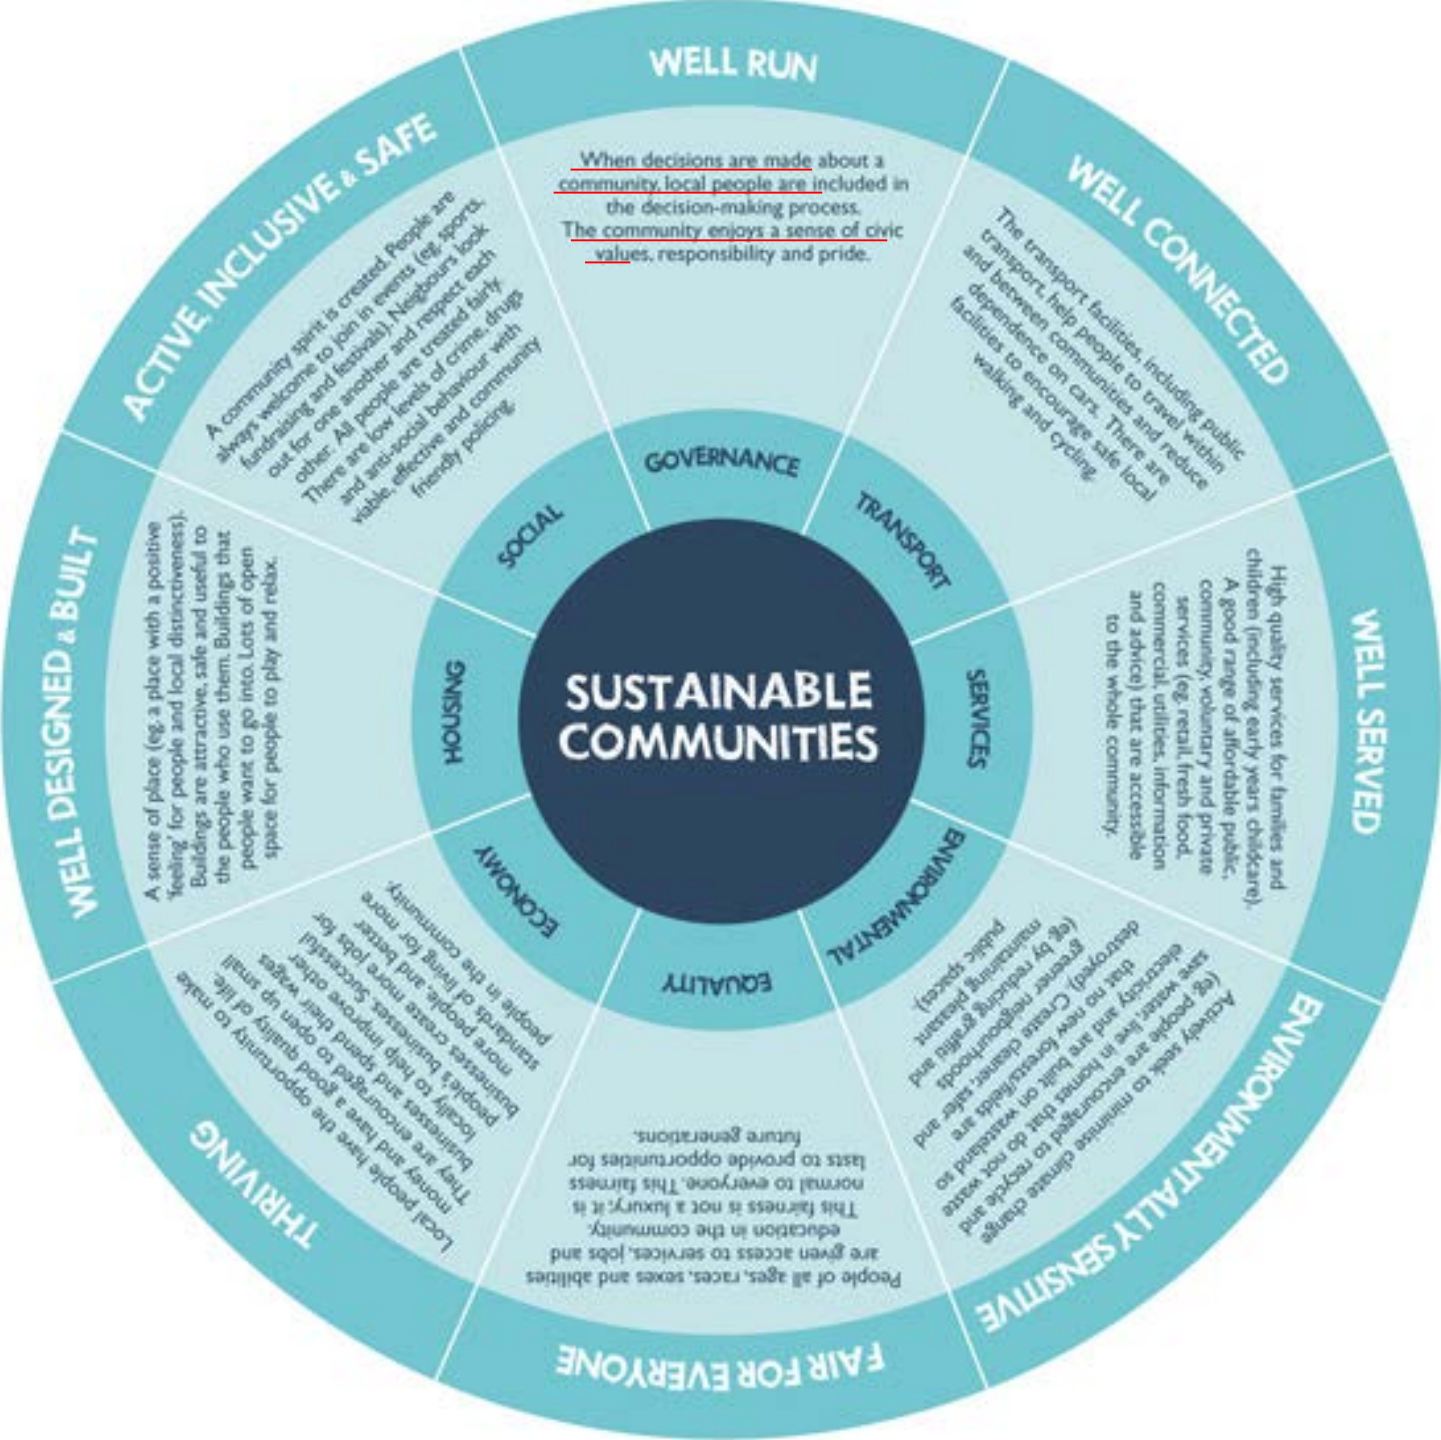 WELL RUN
When decisions are made about a
community, local people are included in
the decision-making process.
The community enjoys a sense of civic
values, responsibility and pride.
GOVERNANCE
WELL CONNECTED
The transport facilities, including public
transport, help people to travel within
and between communities and reduce
dependence on cars. There are
facilities to encourage safe local
walking and cycling.
TRANSPORT
WELL SERVED
High quality services for families and
children (including early years childcare).
A good range of affordable public,
community, voluntary and private
services (eg. retail, fresh food,
commercial, utilities, information
and advice) that are accessible
to the whole community.
SERVICES
ENVIRONMENTALLY SENSITIVE
Actively seek to minimise climate change
(eg. people are encouraged to recycle and
save water, live in homes that do not waste
electricity and are built on wasteland so
that no new forests/fields are
destroyed). Create cleaner, safer and
greener neigbourhoods
(eg. by reducing graffiti and
maintaining pleasant
public spaces).
ENVIRONMENTAL
FAIR FOR EVERYONE
People of all ages, races, sexes and abilities
are given access to services, jobs and
education in the community.
This fairness is not a luxury; it is
normal to everyone. This fairness
lasts to provide opportunities for
future generations.
EQUALITY
THRIVING
Local people have the opportunity to make
money and have a good quality of life.
They are encouraged to open up small
businesses and spend their wages
locally to help improve other
people's businesses. Successful
businesses create more jobs for
more people, and better
standards of living for more
people in the community.
ECONOMY
WELL DESIGNED & BUILT
A sense of place (eg. a place with a positive
'feeling' for people and local distinctiveness).
Buildings are attractive, safe and useful to
the people who use them. Buildings that
people want to go into. Lots of open
space for people to play and relax.
HOUSING
ACTIVE, INCLUSIVE & SAFE
A community spirit is created. People are
always welcome to join in events (eg. sports,
fundraising and festivals). Neigbours look
out for one another and respect each
other. All people are treated fairly.
There are low levels of crime, drugs
and anti-social behaviour with
viable, effective and community
friendly policing.
SOCIAL
SUSTAINABLE
COMMUNITIES